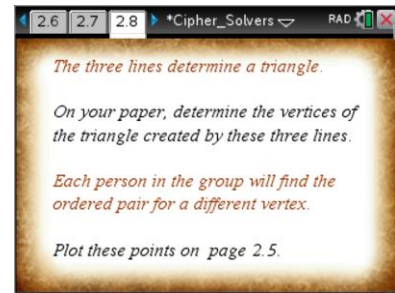 2.6 2.7 2.8 *Cipher_Solvers RAD
The three lines determine a triangle.
On your paper, determine the vertices of
the triangle created by these three lines.
Each person in the group will find the
ordered pair for a different vertex.
Plot these points on page 2.5.